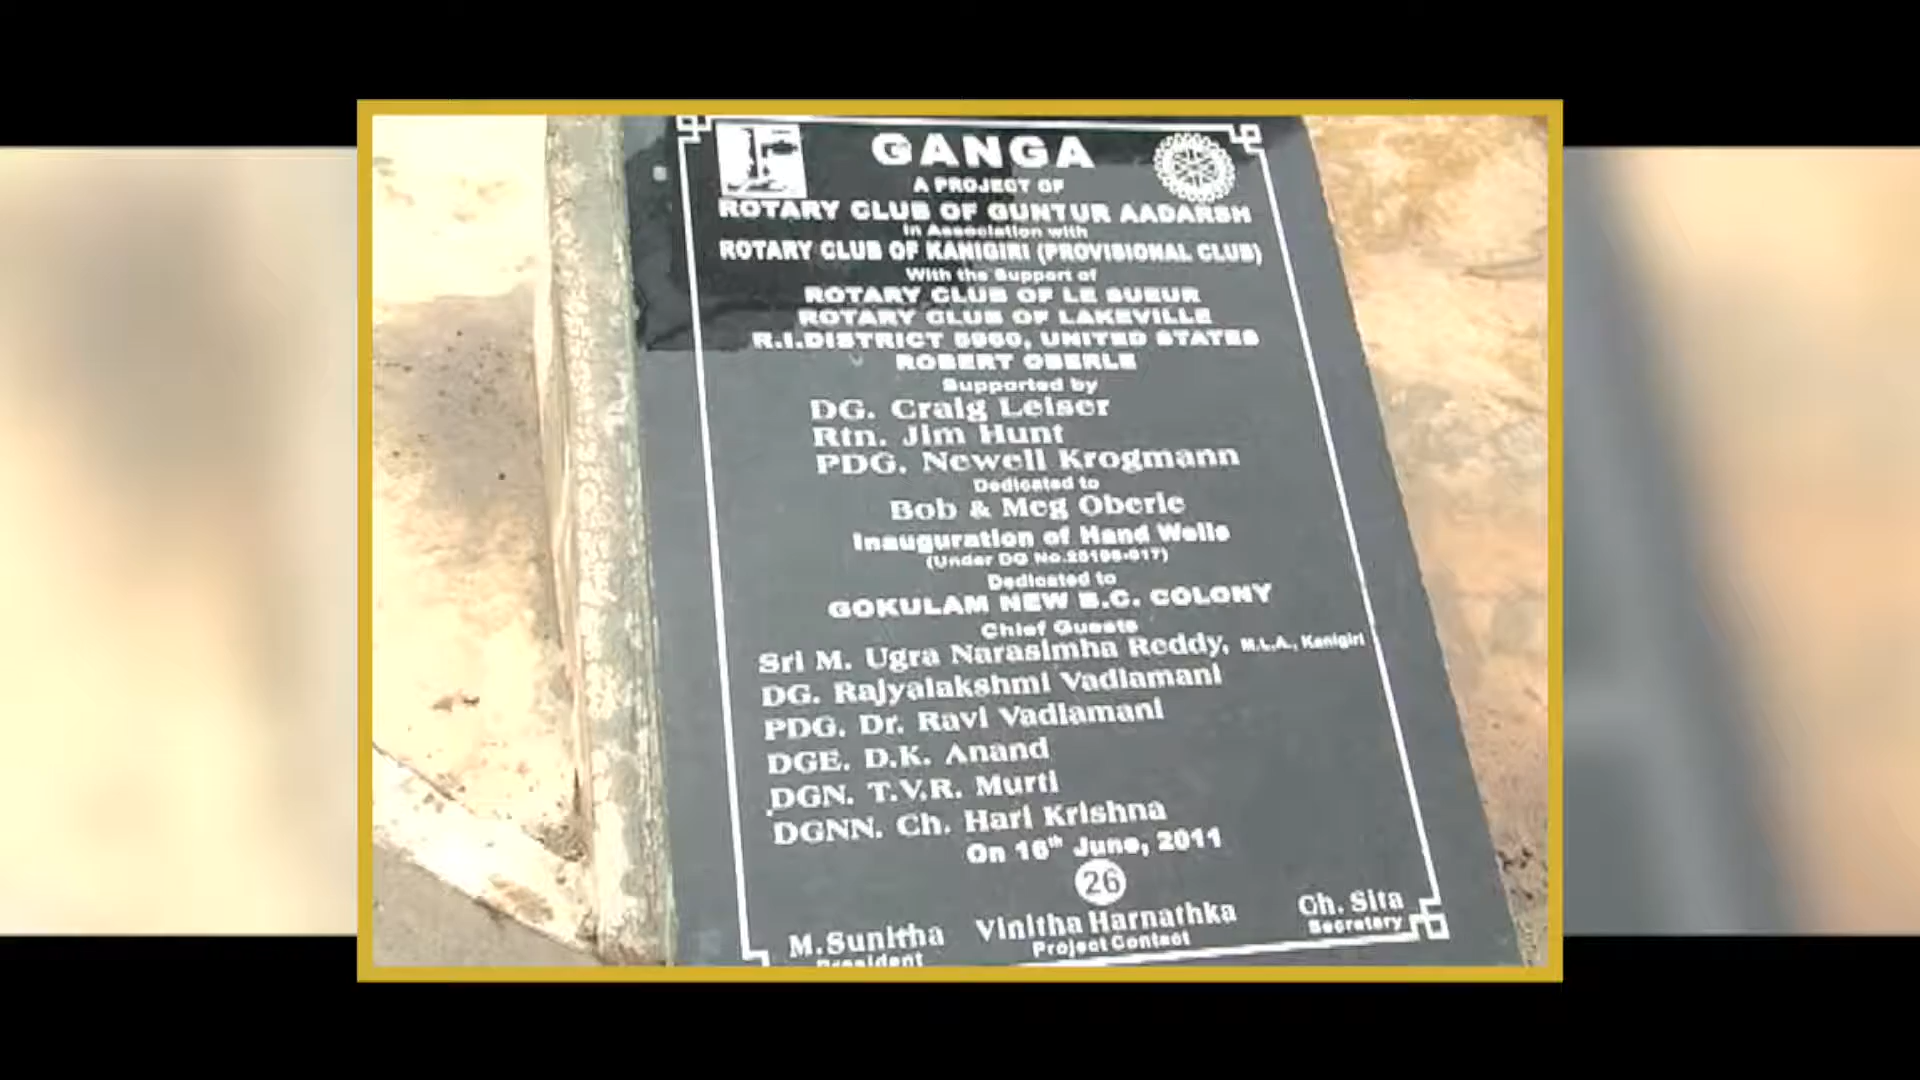 GANGA
A PROJECT OF
ROTARY CLUB OF GUNTUR AADARSH
In Association with
ROTARY CLUB OF KANIGIRI (PROVISIONAL CLUB)
With the Support of
ROTARY CLUB OF LE SUEUR
ROTARY CLUB OF LAKEVILLE
R.I.DISTRICT 5960, UNITED STATES
ROBERT OBERLE
Supported by
DG. Craig Leiser
Rtn. Jim Hunt
PDG. Newell Krogmann
Dedicated to
Bob & Meg Oberle
Inauguration of Hand Wells
(Under DG No.
Dedicated to
GOKULAM NEW B.C. COLONY
Chief Guests
Sri M. Ugra Narasimha Reddy, M.L.A., Kanigiri
DG. Rajyalakshmi Vadlamani
PDG. Dr. Ravi Vadlamani
DGE. D.K. Anand
DGN. T.V.R. Murti
DGNN. Ch. Hari Krishna
On 16th June, 2011
26
M.Sunitha Vinitha Harnathka Ch. Sita
President Project Contact Secretary